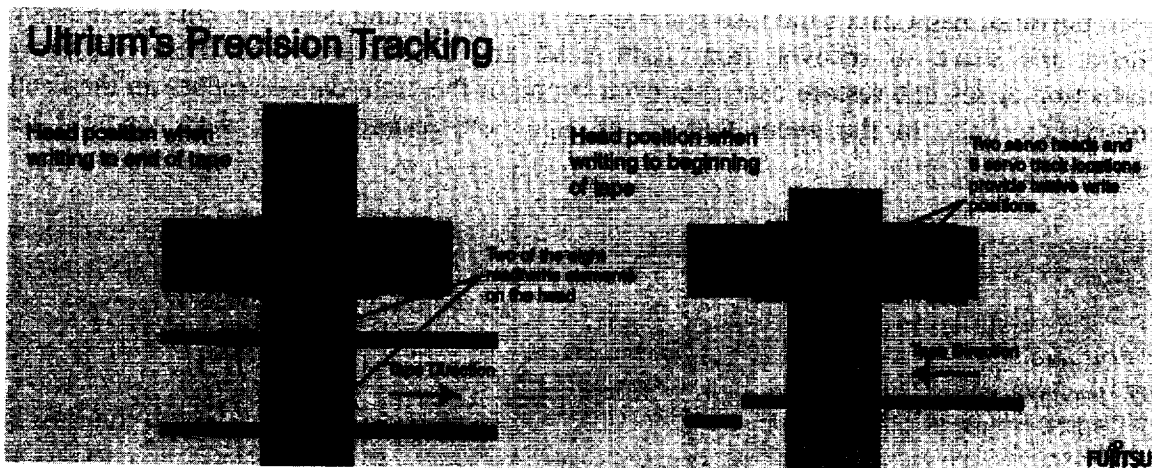 Ultrium's Precision Tracking
Head position when
writing to end of tape
Head position when
writing to beginning
of tape
Two servo heads and
6 servo track locations
provide twelve write
positions.
Two of the eight
read/write elements
on the head
Tape Direction
Tape Direction
FUJITSU